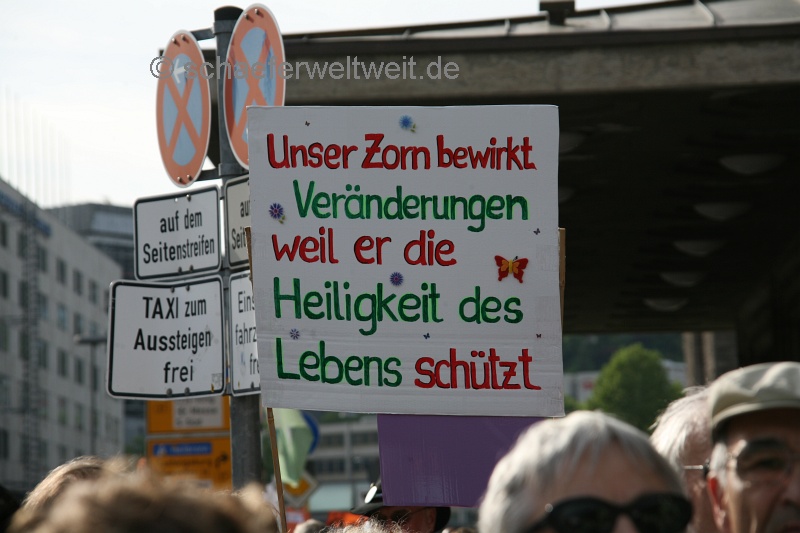 © schaeferweltweit.de
Unser Zorn bewirkt
Veränderungen
weil er die
Heiligkeit des
Lebens schützt
auf dem
Seitenstreifen
TAXI zum
Aussteigen
frei